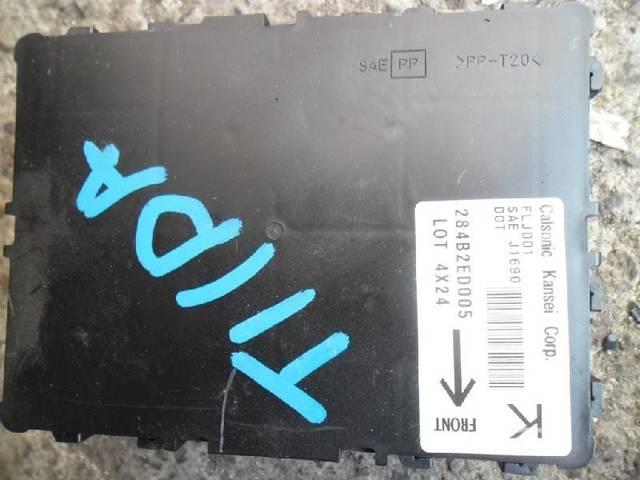 SAE PP >PP-T20<
TIIDA
Calsonic Kansei Corp.
FLJ001
SAE J1690
DOT
284B2ED005
LOT 4X24
FRONT
K